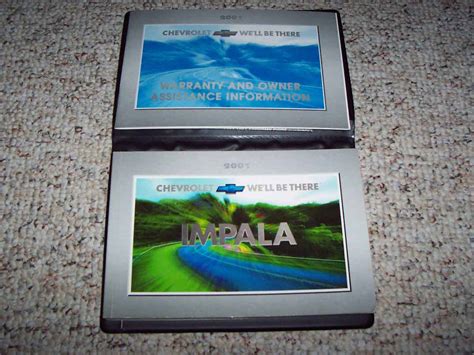 2001
CHEVROLET WE'LL BE THERE
WARRANTY AND OWNER
ASSISTANCE INFORMATION
2001
CHEVROLET WE'LL BE THERE
IMPALA